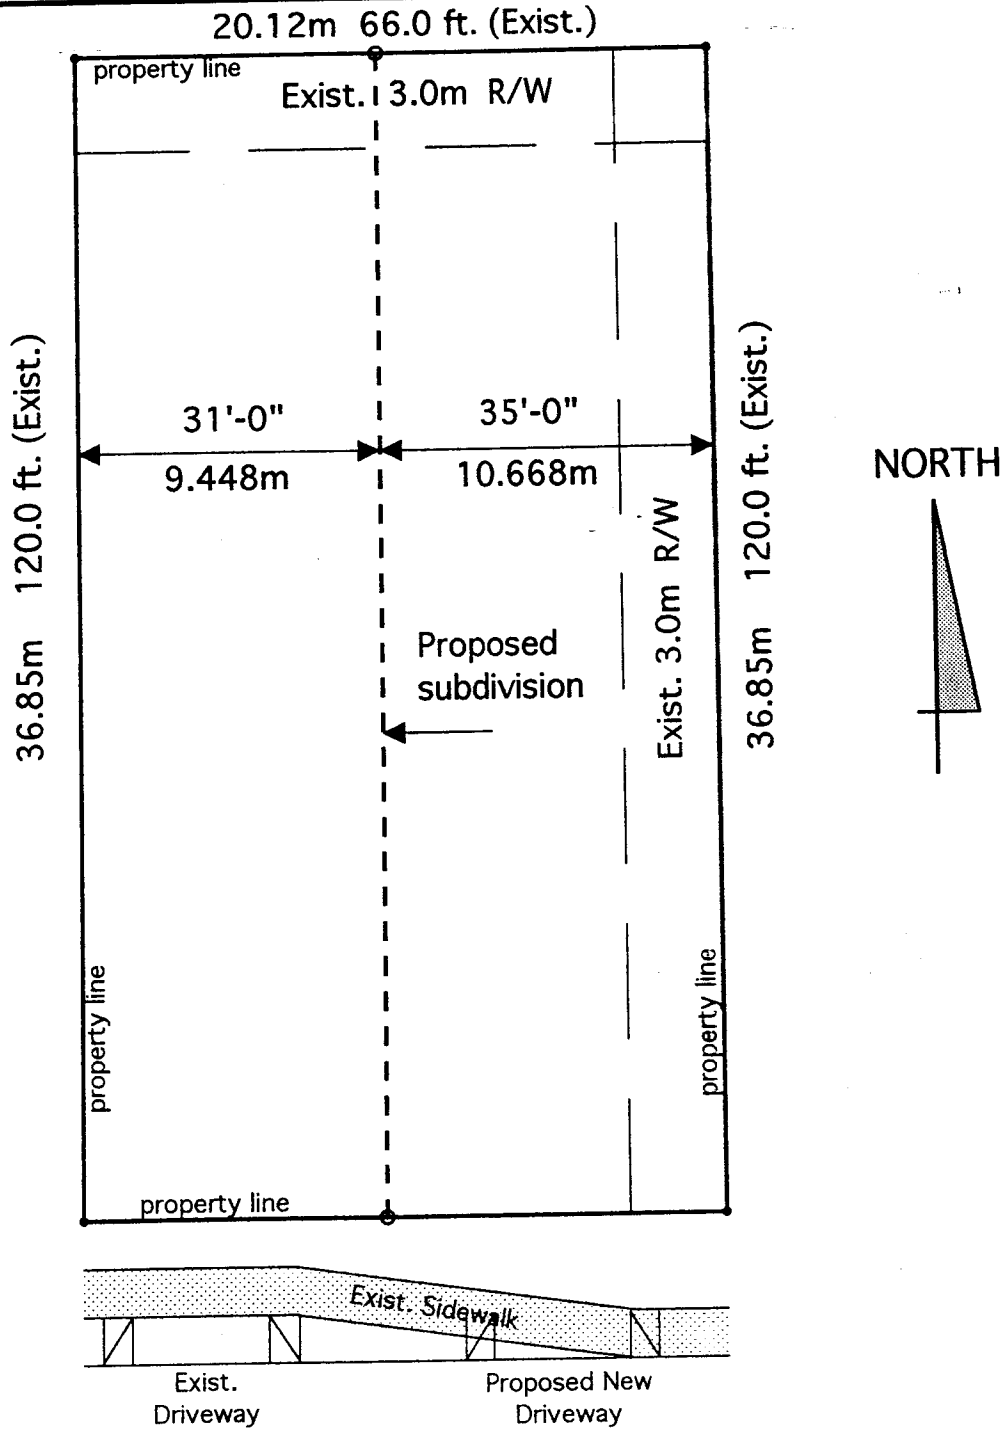 20.12m 66.0 ft. (Exist.)
property line
Exist. 3.0m R/W
36.85m 120.0 ft. (Exist.)
31'-0"
9.448m
35'-0"
10.668m
36.85m 120.0 ft. (Exist.)
NORTH
Exist. 3.0m R/W
Proposed
subdivision
property line
property line
property line
Exist. Sidewalk
Exist.
Driveway
Proposed New
Driveway